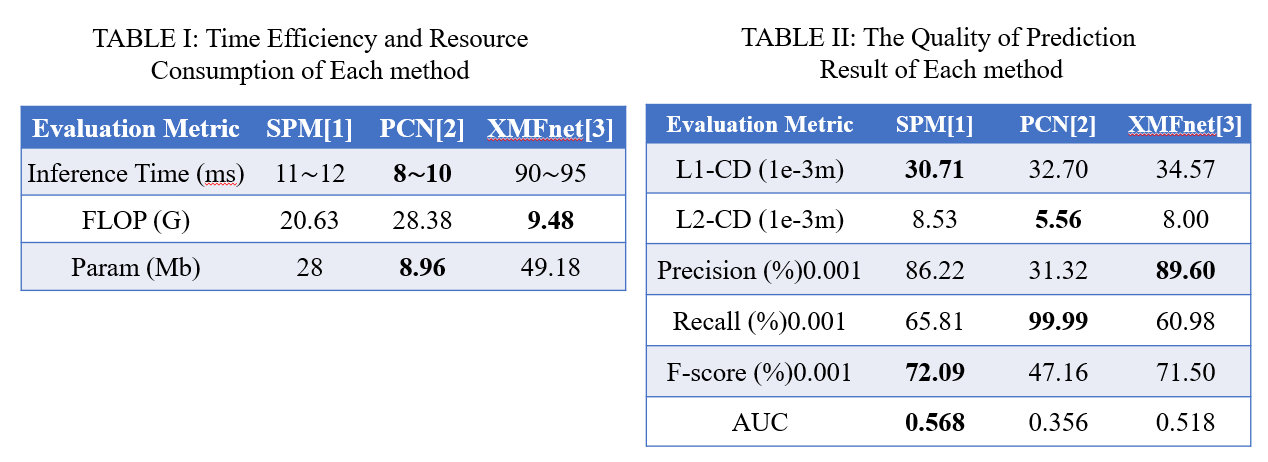 TABLE I: Time Efficiency and Resource
Consumption of Each method
Evaluation Metric SPM[1] PCN[2] XMFnet[3]
Inference Time (ms) 11~12 8~10 90~95
FLOP (G) 20.63 28.38 9.48
Param (Mb) 28 8.96 49.18
TABLE II: The Quality of Prediction
Result of Each method
Evaluation Metric SPM[1] PCN[2] XMFnet[3]
L1-CD (1e-3m) 30.71 32.70 34.57
L2-CD (1e-3m) 8.53 5.56 8.00
Precision (%)0.001 86.22 31.32 89.60
Recall (%)0.001 65.81 99.99 60.98
F-score (%)0.001 72.09 47.16 71.50
AUC 0.568 0.356 0.518